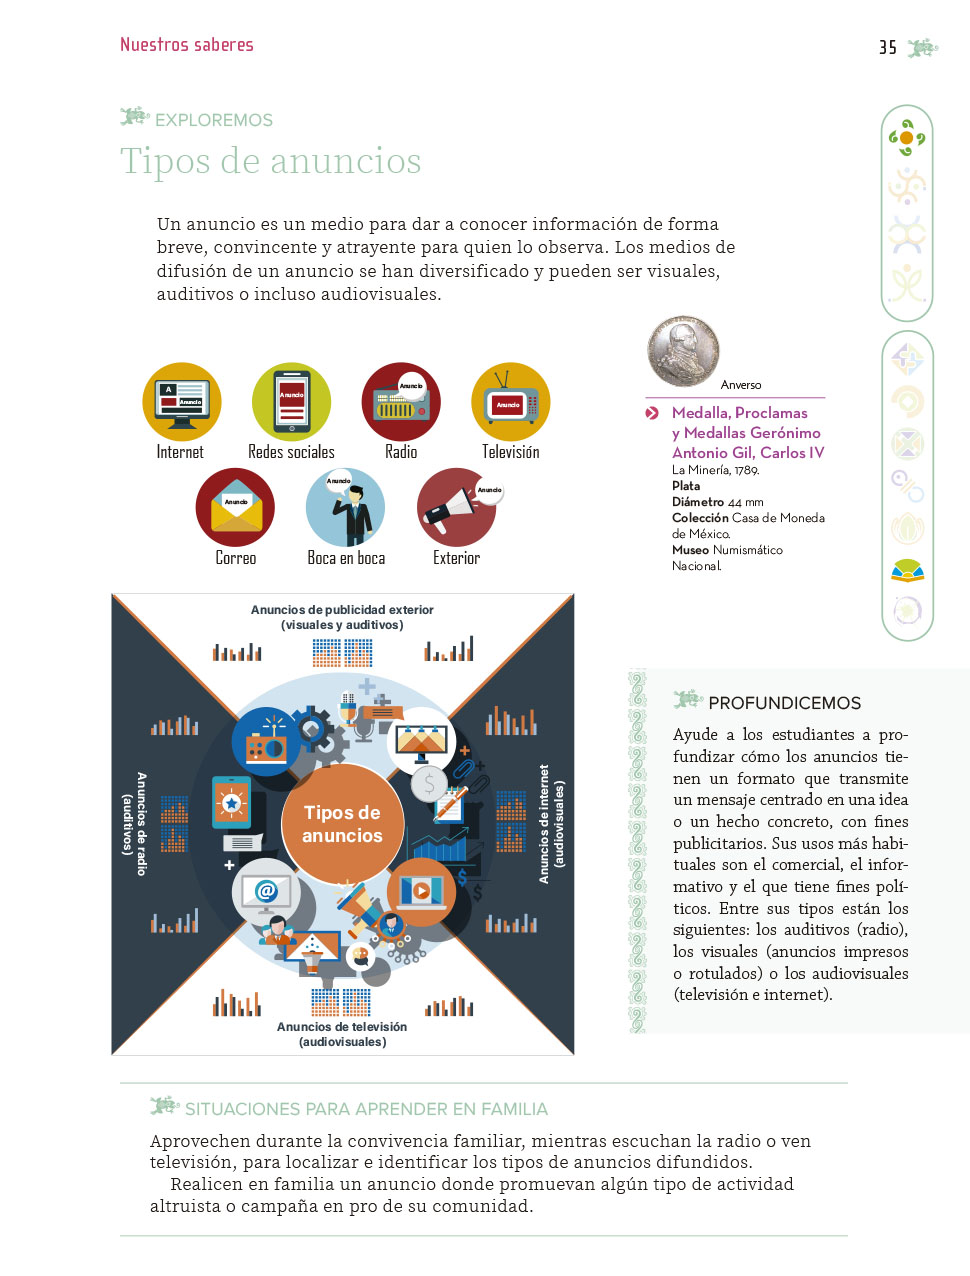 Nuestros saberes
35
EXPLOREMOS
Tipos de anuncios
Un anuncio es un medio para dar a conocer información de forma
breve, convincente y atrayente para quien lo observa. Los medios de
difusión de un anuncio se han diversificado y pueden ser visuales,
auditivos o incluso audiovisuales.
A
Anuncio
Anuncio
Anuncio
Anuncio
Internet
Redes sociales
Radio
Televisión
Anuncio
Anuncio
Anuncio
Correo
Boca en boca
Exterior
Anverso
Medalla, Proclamas
y Medallas Gerónimo
Antonio Gil, Carlos IV
La Minería, 1789.
Plata
Diámetro 44 mm
Colección Casa de Moneda
de México.
Museo Numismático
Nacional.
Anuncios de publicidad exterior
(visuales y auditivos)
Anuncios de radio
(auditivos)
Tipos de
anuncios
Anuncios de internet
(audiovisuales)
Anuncios de televisión
(audiovisuales)
PROFUNDICEMOS
Ayude a los estudiantes a pro-
fundizar cómo los anuncios tie-
nen un formato que transmite
un mensaje centrado en una idea
o un hecho concreto, con fines
publicitarios. Sus usos más habi-
tuales son el comercial, el infor-
mativo y el que tiene fines polí-
ticos. Entre sus tipos están los
siguientes: los auditivos (radio),
los visuales (anuncios impresos
o rotulados) o los audiovisuales
(televisión e internet).
SITUACIONES PARA APRENDER EN FAMILIA
Aprovechen durante la convivencia familiar, mientras escuchan la radio o ven
televisión, para localizar e identificar los tipos de anuncios difundidos.
Realicen en familia un anuncio donde promuevan algún tipo de actividad
altruista o campaña en pro de su comunidad.